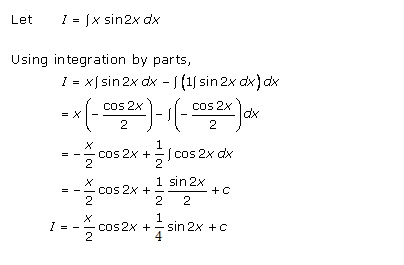 Let I = ∫ x sin2x dx
Using integration by parts,
I = x∫ sin2x dx − ∫(1∫ sin2x dx) dx
= x(− cos2x/2) − ∫(− cos2x/2) dx
= − x/2 cos2x + 1/2 ∫ cos2x dx
= − x/2 cos2x + 1/2 sin2x/2 + c
I = − x/2 cos2x + 1/4 sin2x + c